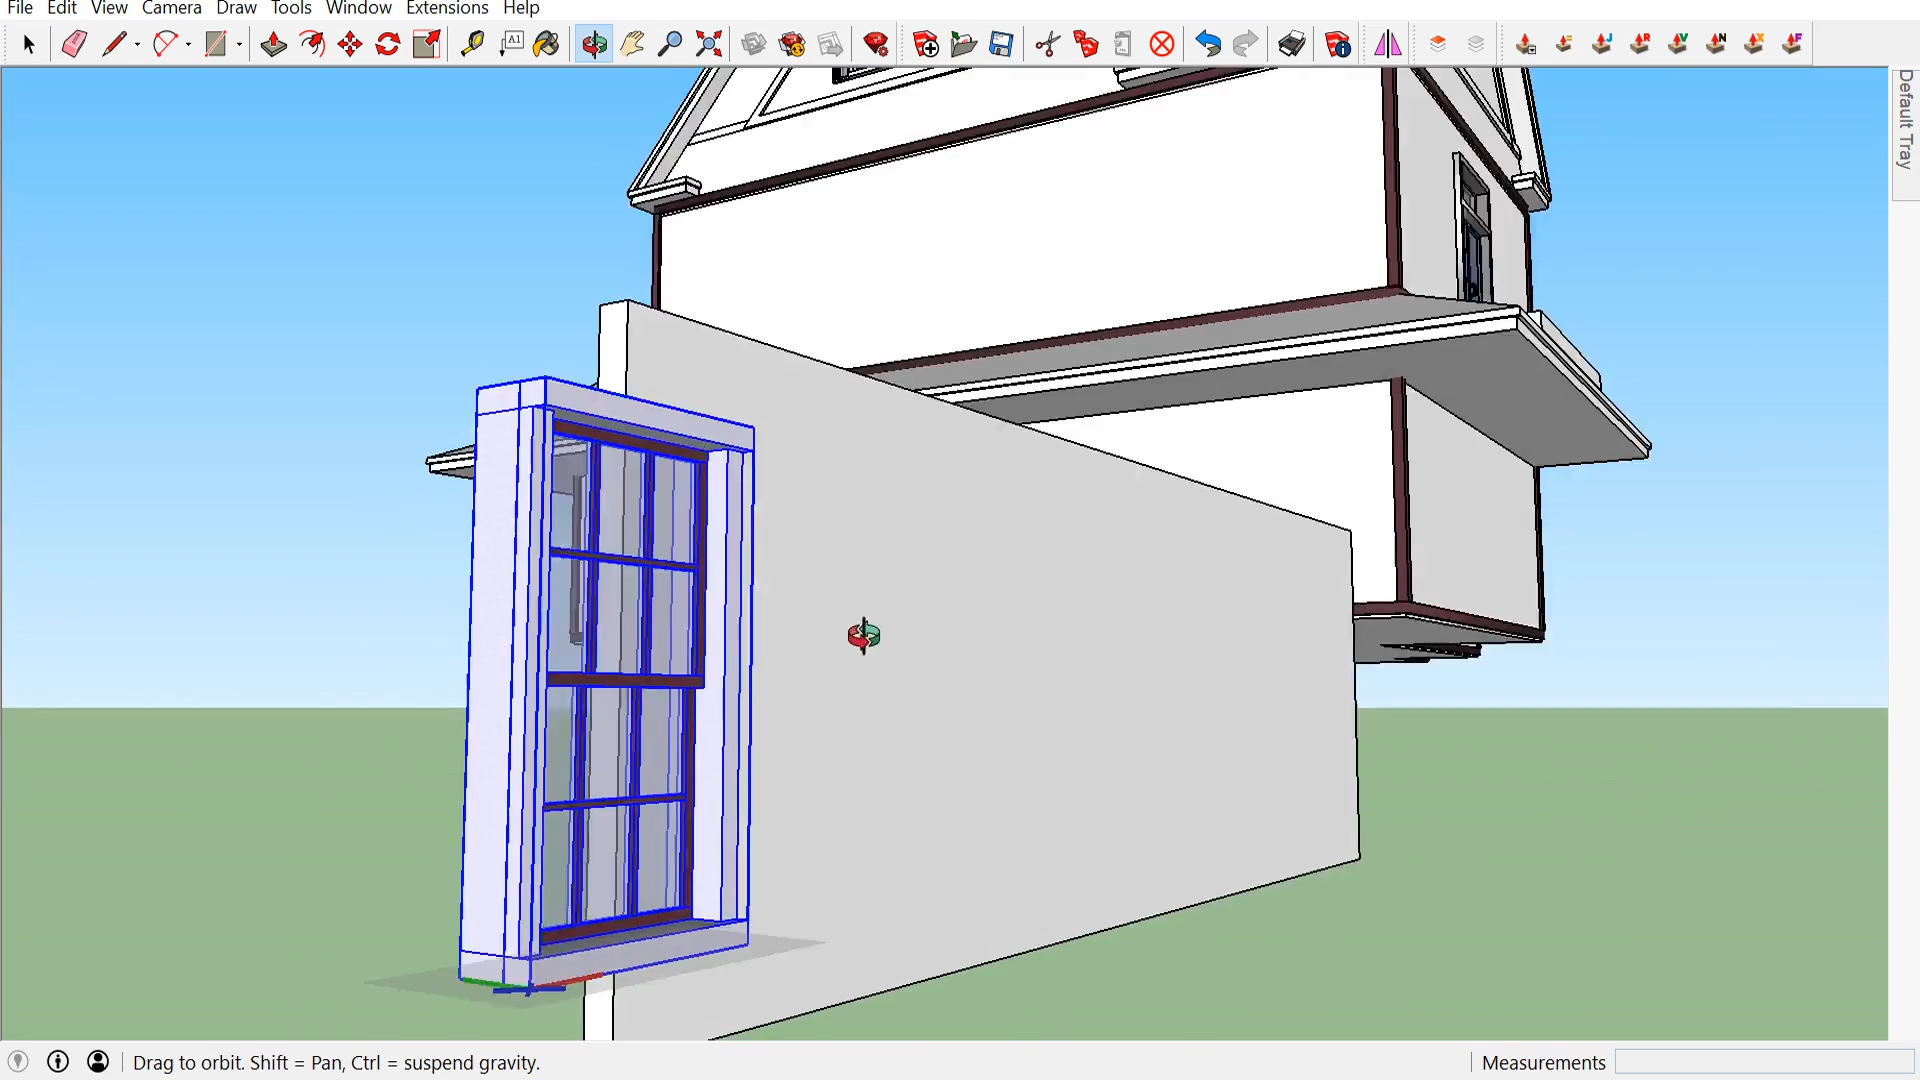 File Edit View Camera Draw Tools Window Extensions Help
A1
J R V N X F
Default Tray
Drag to orbit. Shift = Pan, Ctrl = suspend gravity.
Measurements